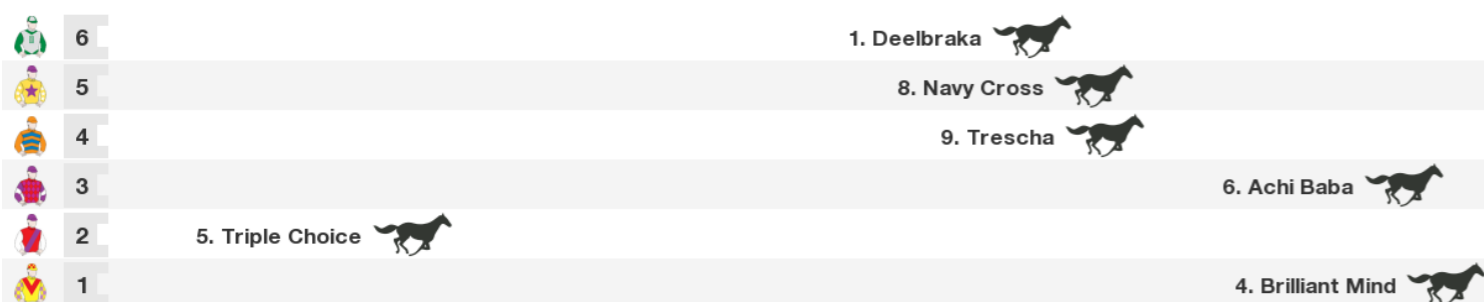 6 1. Deelbraka
5 8. Navy Cross
4 9. Trescha
3 6. Achi Baba
2 5. Triple Choice
1 4. Brilliant Mind